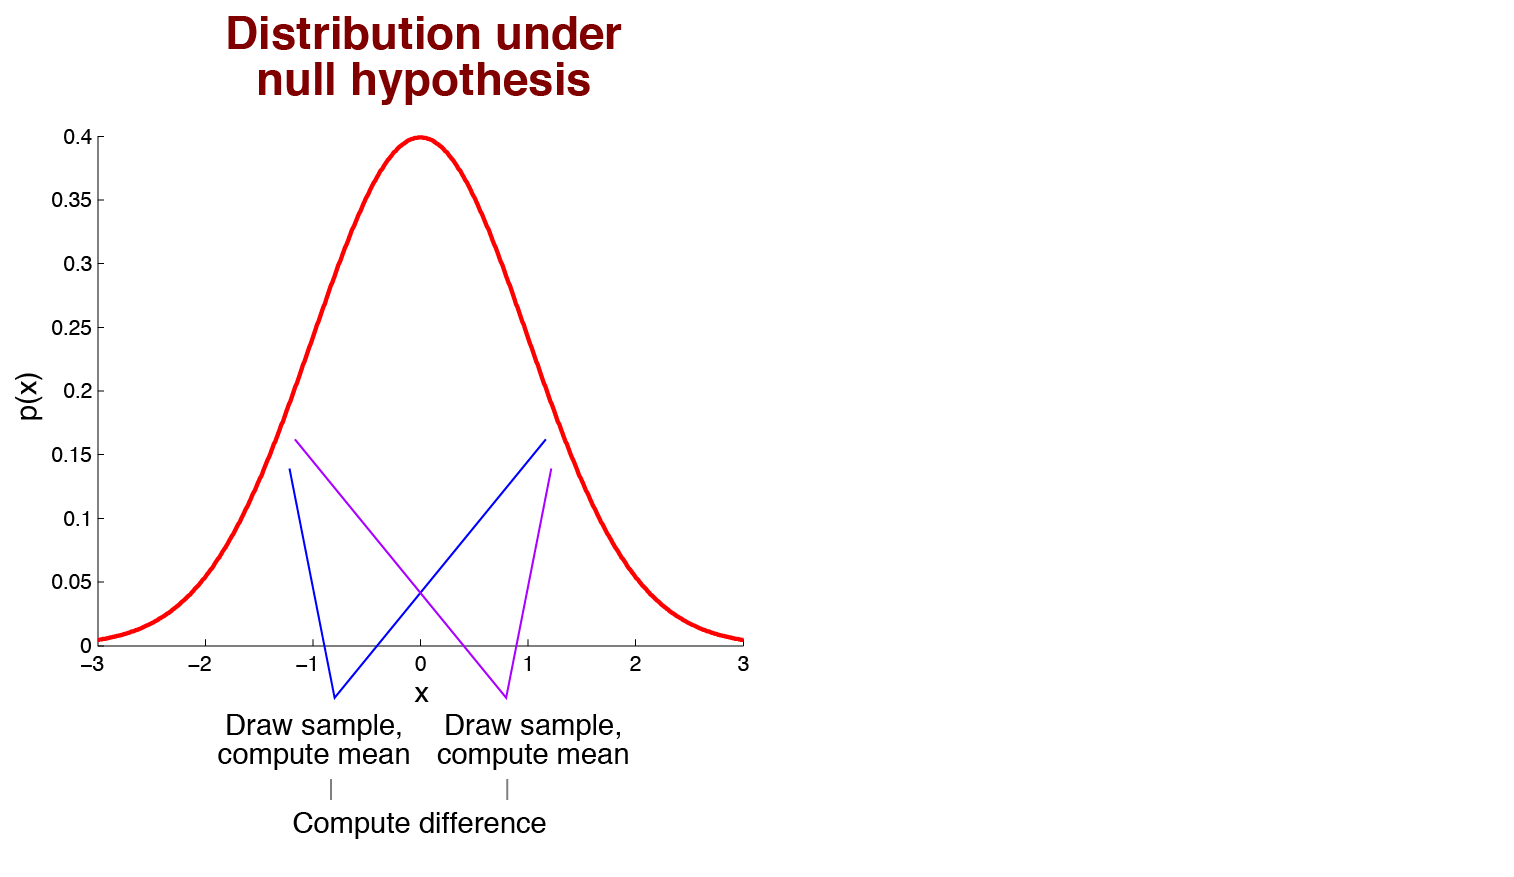 Distribution under
null hypothesis
0.4
0.35
0.3
0.25
0.2
0.15
0.1
0.05
0
p(x)
−3 −2 −1 0 1 2 3
x
Draw sample,
compute mean
Draw sample,
compute mean
Compute difference